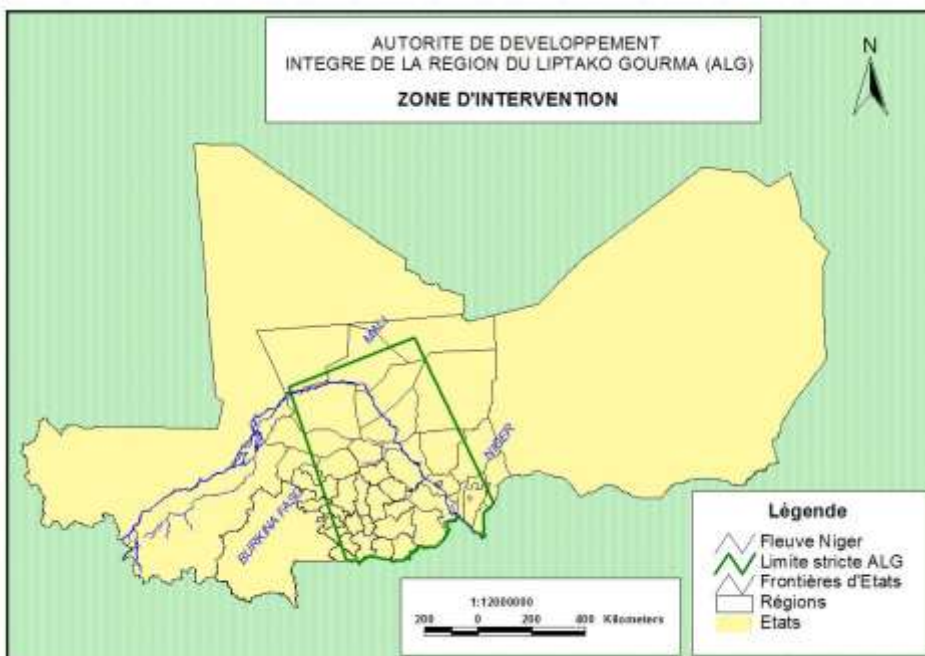 AUTORITE DE DEVELOPPEMENT
INTEGRE DE LA REGION DU LIPTAKO GOURMA (ALG)
ZONE D'INTERVENTION
N
MALI
NIGER
BURKINA FASO
Légende
Fleuve Niger
Limite stricte ALG
Frontières d'Etats
Régions
Etats
1:12000000
200 0 200 400 Kilometers